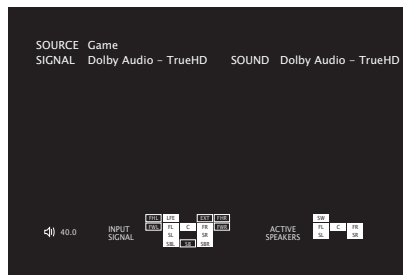 SOURCE Game
SIGNAL Dolby Audio – TrueHD SOUND Dolby Audio – TrueHD
FHL LFE EXT FHR SW
40.0 INPUT SIGNAL FWL FL C FR FWR ACTIVE SPEAKERS FL C FR
SL SR SL SR
SBL SB SBR